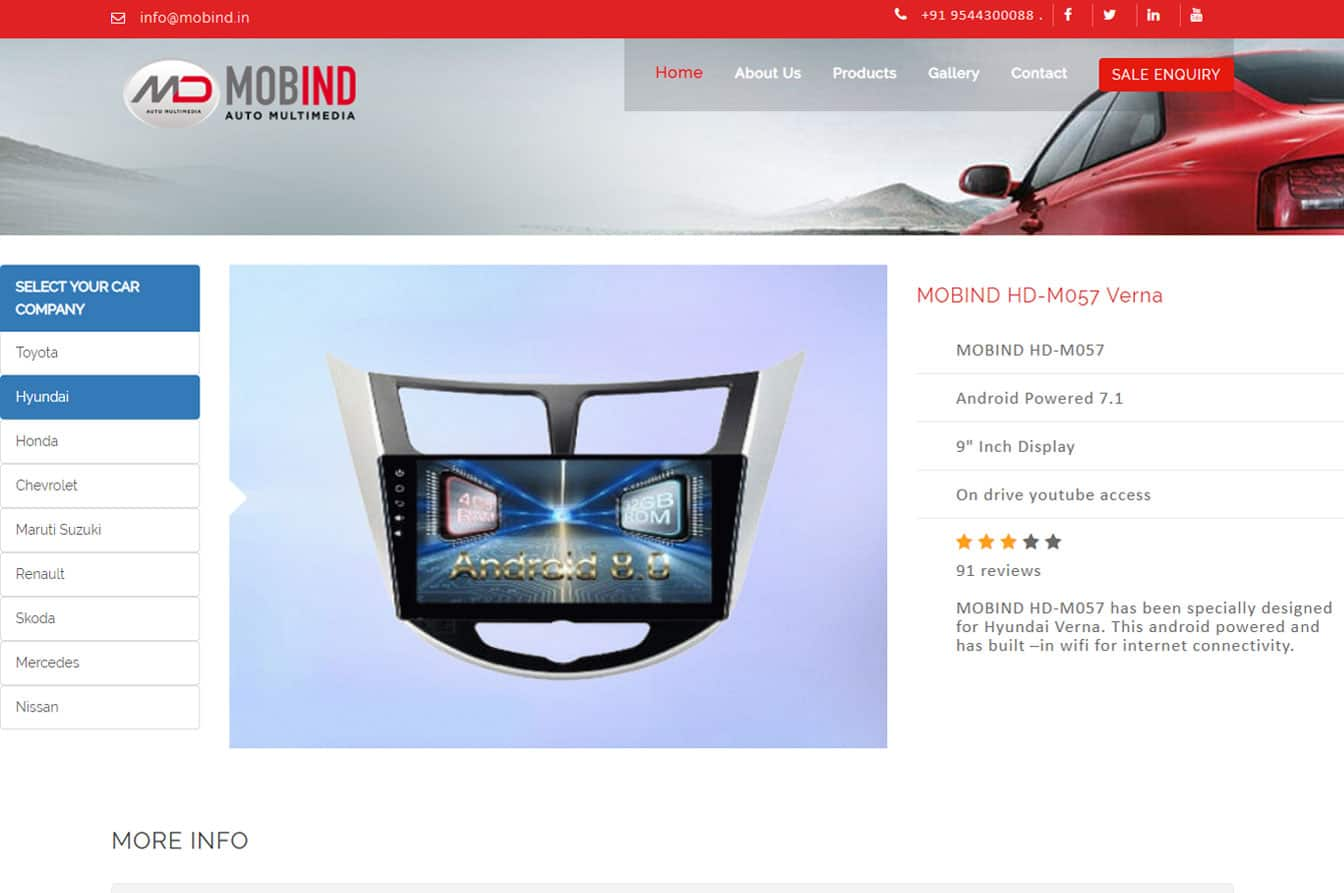 info@mobind.in
+91 9544300088 .
MD
AUTO MULTIMEDIA
MOBIND
AUTO MULTIMEDIA
Home
About Us
Products
Gallery
Contact
SALE ENQUIRY
SELECT YOUR CAR
COMPANY
Toyota
Hyundai
Honda
Chevrolet
Maruti Suzuki
Renault
Skoda
Mercedes
Nissan
ROM
Android 8.0
MOBIND HD-M057 Verna
MOBIND HD-M057
Android Powered 7.1
9" Inch Display
On drive youtube access
91 reviews
MOBIND HD-M057 has been specially designed
for Hyundai Verna. This android powered and
has built –in wifi for internet connectivity.
MORE INFO